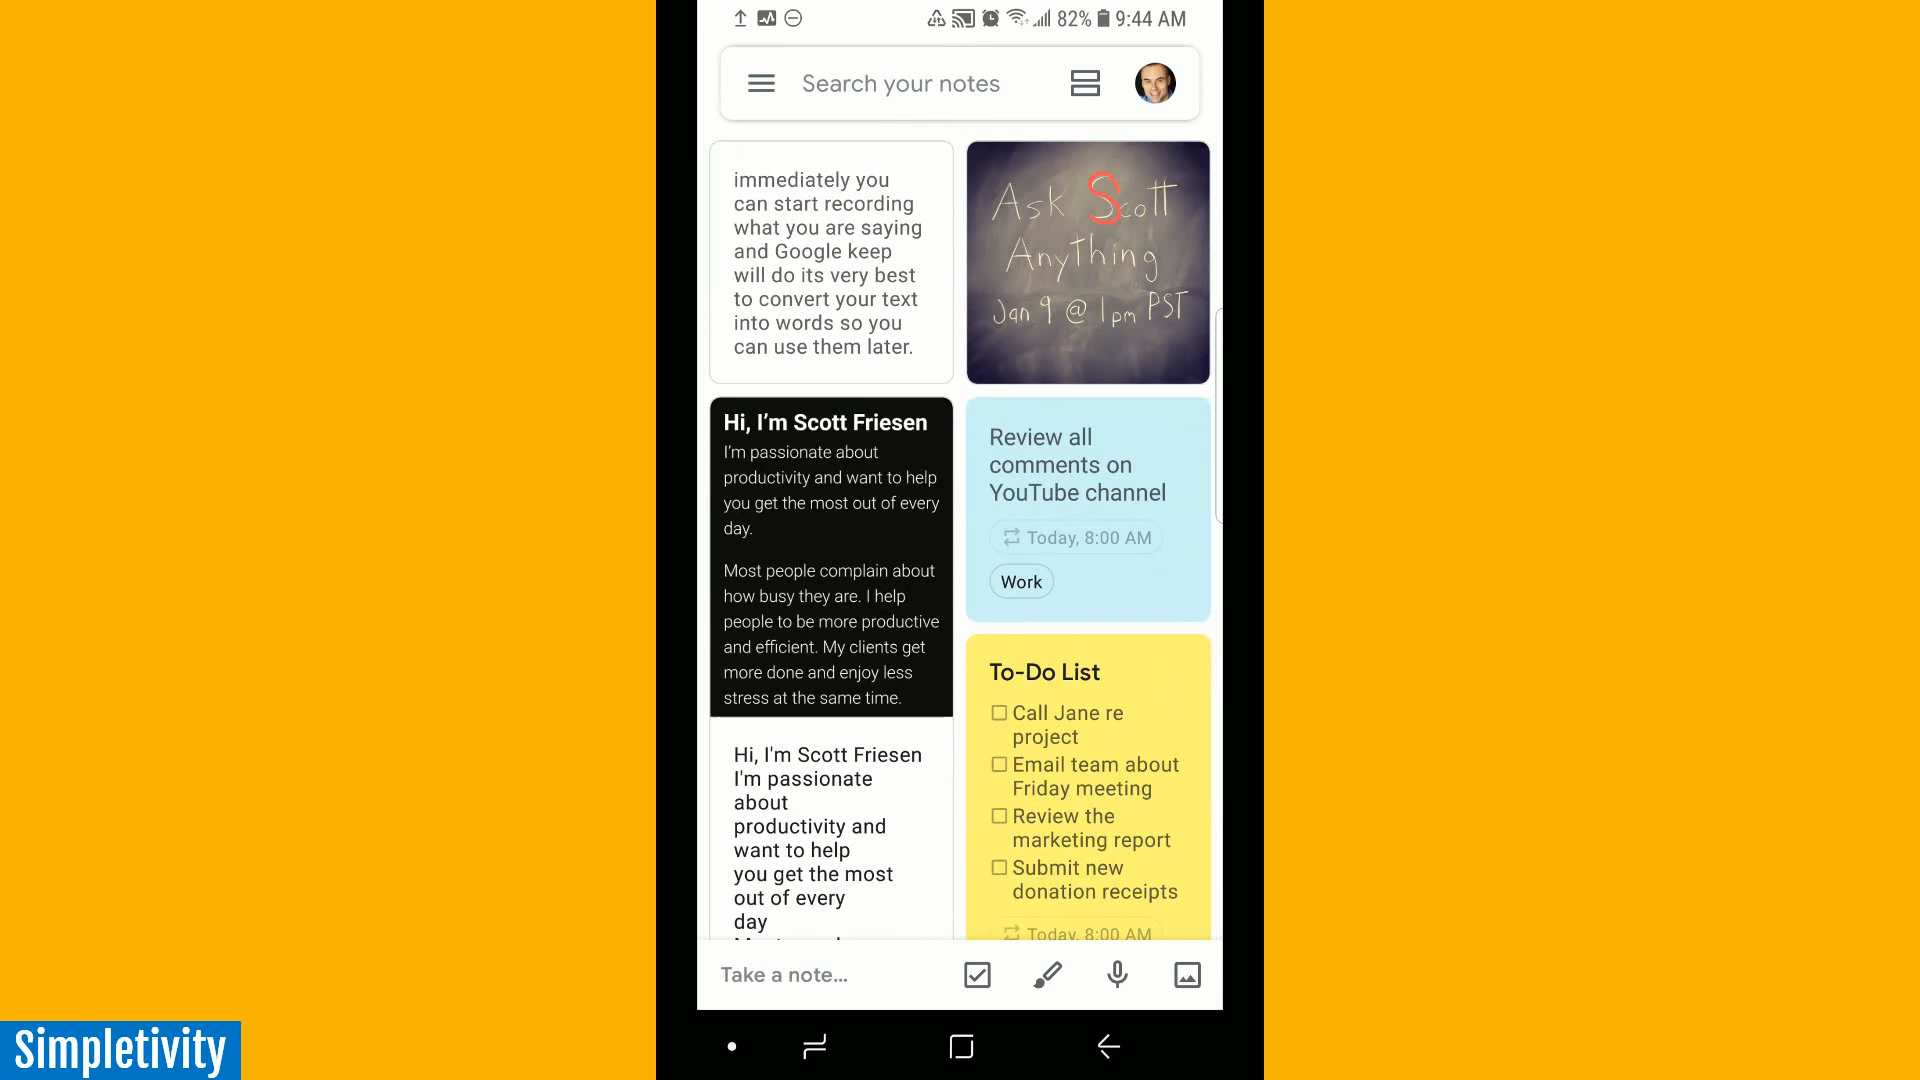 82% 9:44 AM
Search your notes
immediately you
can start recording
what you are saying
and Google keep
will do its very best
to convert your text
into words so you
can use them later.
Ask Scott
Anything
Jan 9 @ 1pm PST
Hi, I'm Scott Friesen
I'm passionate about
productivity and want to help
you get the most out of every
day.
Most people complain about
how busy they are. I help
people to be more productive
and efficient. My clients get
more done and enjoy less
stress at the same time.
Hi, I'm Scott Friesen
I'm passionate
about
productivity and
want to help
you get the most
out of every
day
Review all
comments on
YouTube channel
Today, 8:00 AM
Work
To-Do List
Call Jane re
project
Email team about
Friday meeting
Review the
marketing report
Submit new
donation receipts
Today, 8:00 AM
Take a note...
Simpletivity